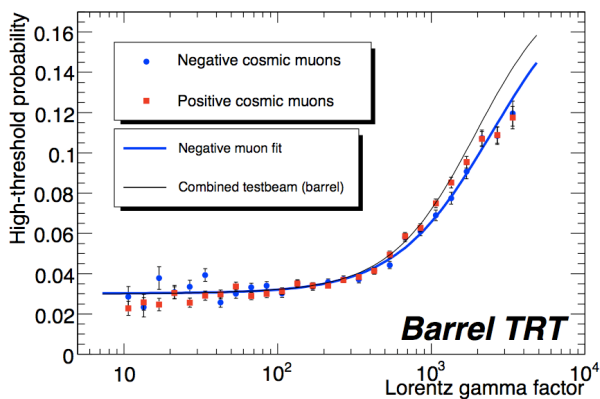 High-threshold probability
0.16
0.14
0.12
0.1
0.08
0.06
0.04
0.02
0
Negative cosmic muons
Positive cosmic muons
Negative muon fit
Combined testbeam (barrel)
Barrel TRT
10
10²
10³
10⁴
Lorentz gamma factor